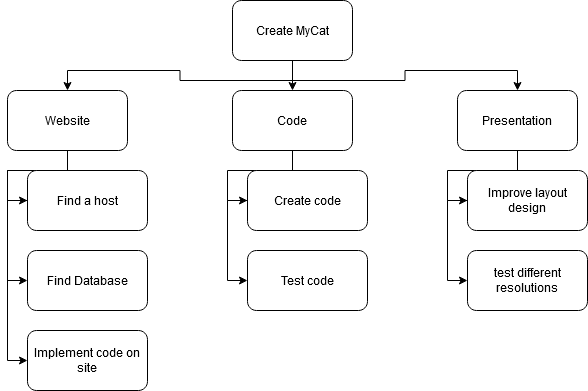 Create MyCat
Website
Code
Presentation
Find a host
Create code
Improve layout
design
Find Database
Test code
test different
resolutions
Implement code on
site